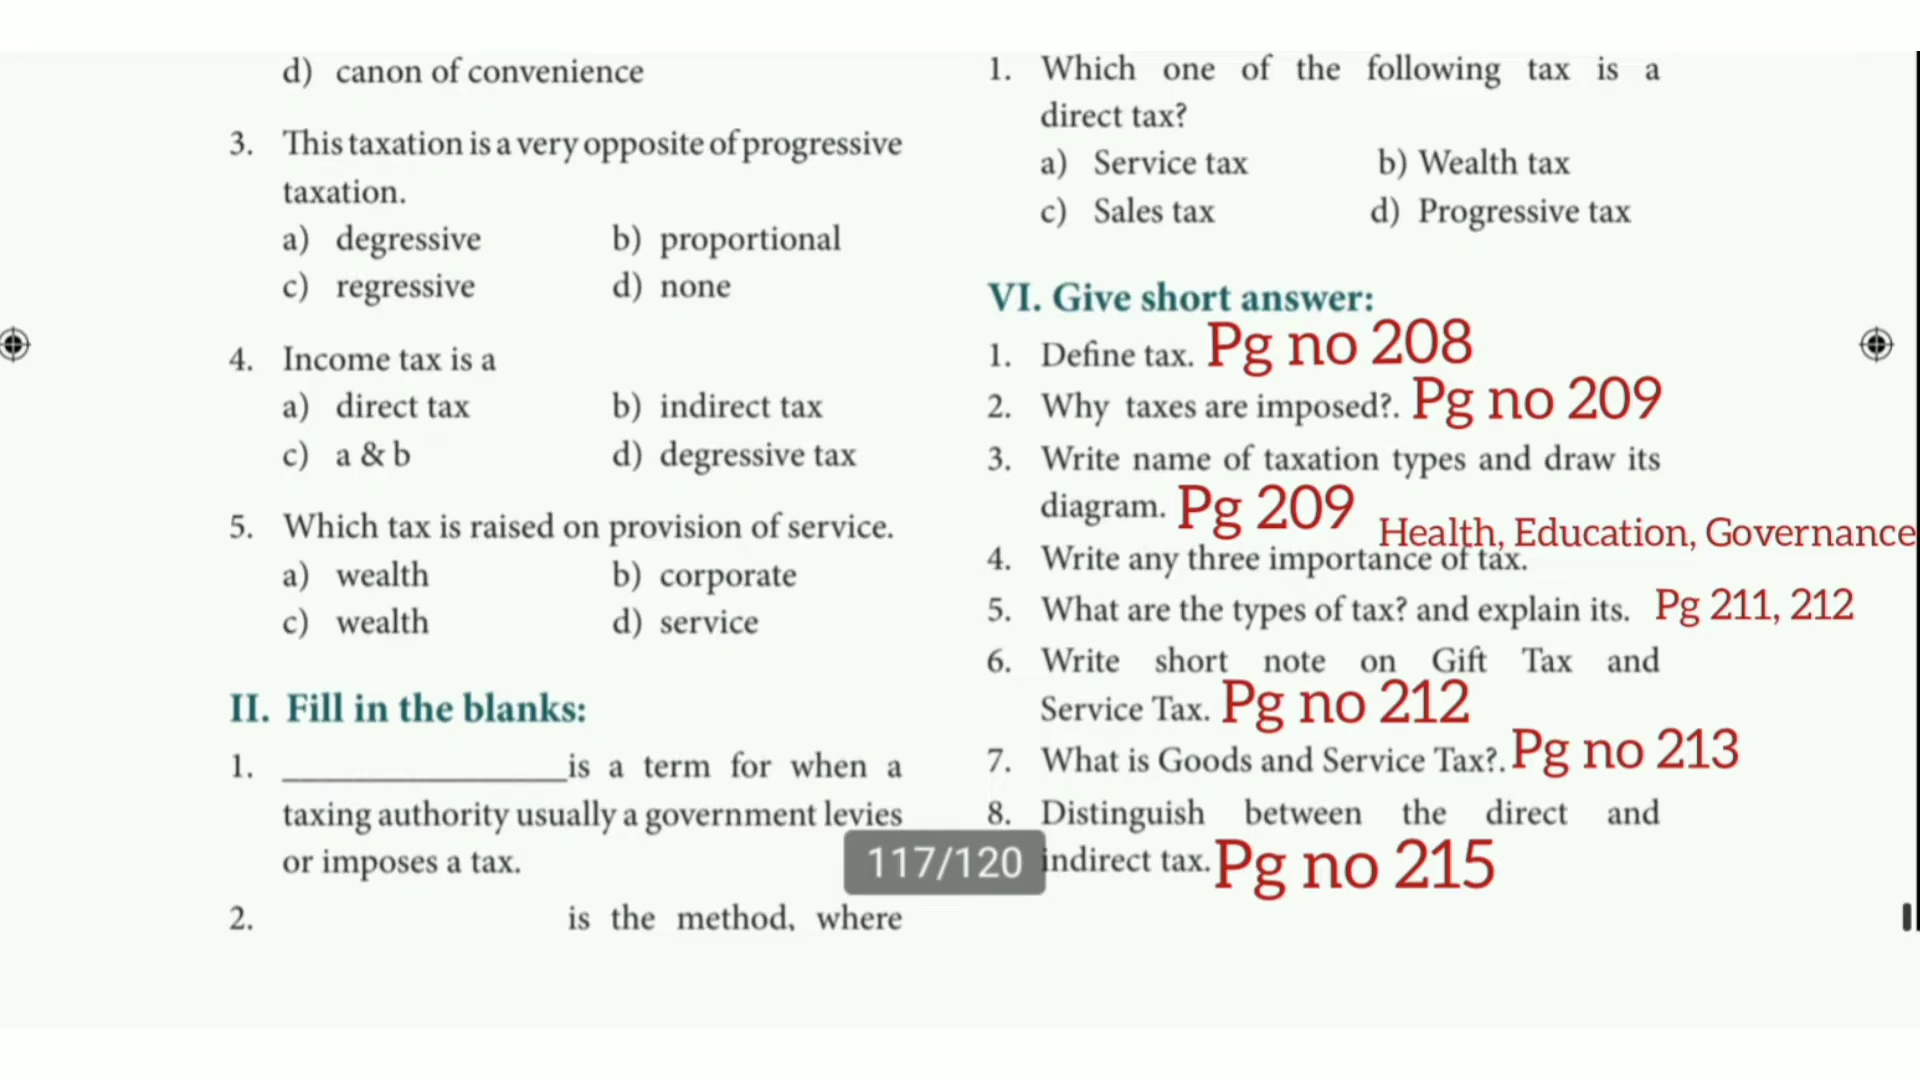 d) canon of convenience
3. This taxation is a very opposite of progressive
taxation.
a) degressive b) proportional
c) regressive d) none
4. Income tax is a
a) direct tax b) indirect tax
c) a & b d) degressive tax
5. Which tax is raised on provision of service.
a) wealth b) corporate
c) wealth d) service
II. Fill in the blanks:
1. ________________is a term for when a
taxing authority usually a government levies
or imposes a tax.
2. is the method, where
1. Which one of the following tax is a
direct tax?
a) Service tax b) Wealth tax
c) Sales tax d) Progressive tax
VI. Give short answer:
1. Define tax. Pg no 208
2. Why taxes are imposed?. Pg no 209
3. Write name of taxation types and draw its
diagram. Pg 209
Health, Education, Governance
4. Write any three importance of tax.
5. What are the types of tax? and explain its. Pg 211, 212
6. Write short note on Gift Tax and
Service Tax. Pg no 212
7. What is Goods and Service Tax?. Pg no 213
8. Distinguish between the direct and
indirect tax. Pg no 215
117/120